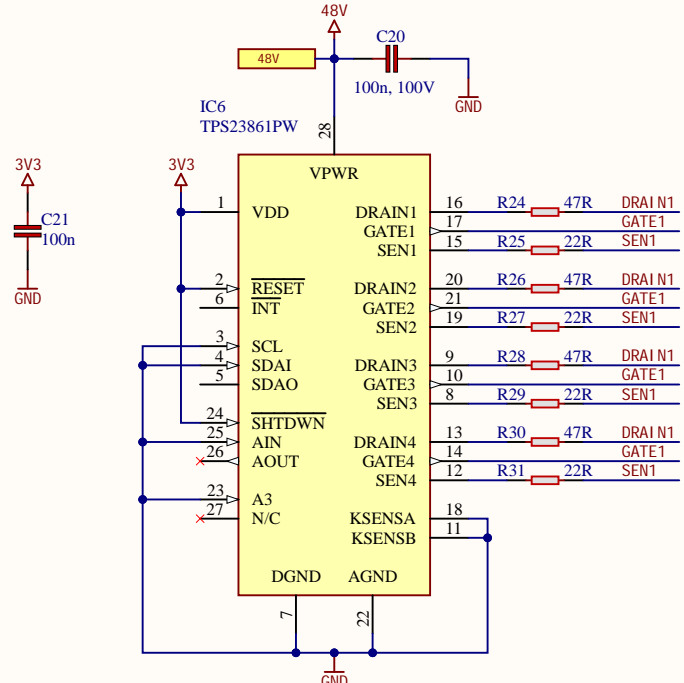 48V
48V
C20
100n, 100V
GND
IC6
TPS23861PW
28
VPWR
3V3
C21
100n
GND
3V3
1 VDD
2 RESET
6 INT
3 SCL
4 SDAI
5 SDAO
24 SHTDWN
25 AIN
26 AOUT
23 A3
27 N/C
DRAIN1 16 R24 47R DRAIN1
GATE1 17 GATE1
SEN1 15 R25 22R SEN1
DRAIN2 20 R26 47R DRAIN1
GATE2 21 GATE1
SEN2 19 R27 22R SEN1
DRAIN3 9 R28 47R DRAIN1
GATE3 10 GATE1
SEN3 8 R29 22R SEN1
DRAIN4 13 R30 47R DRAIN1
GATE4 14 GATE1
SEN4 12 R31 22R SEN1
KSENSA 18
KSENSB 11
DGND AGND
7 22
GND